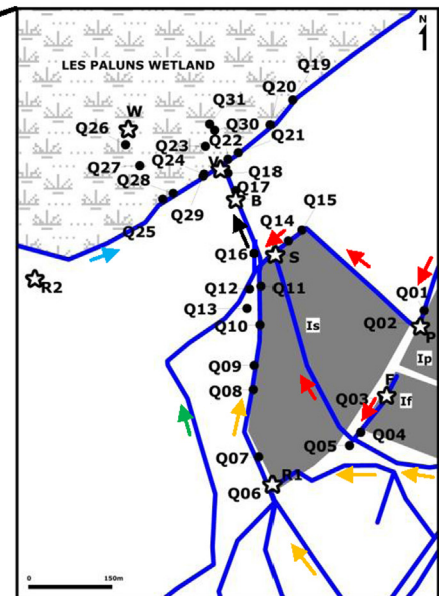 Q19
1
LES PALUNS WETLAND
Q20
Q31
W
Q30
Q26
Q22
Q21
Q23
Q24
V
Q18
Q27
Q17
Q28
B
Q29
Q15
Q14
Q25
Q16
S
R2
Q01
Q12
Q11
Q13
Q02
P
Is
Q10
Ip
Q09
F
Q03
If
Q08
Q04
Q05
Q07
R1
Q06
0
150m